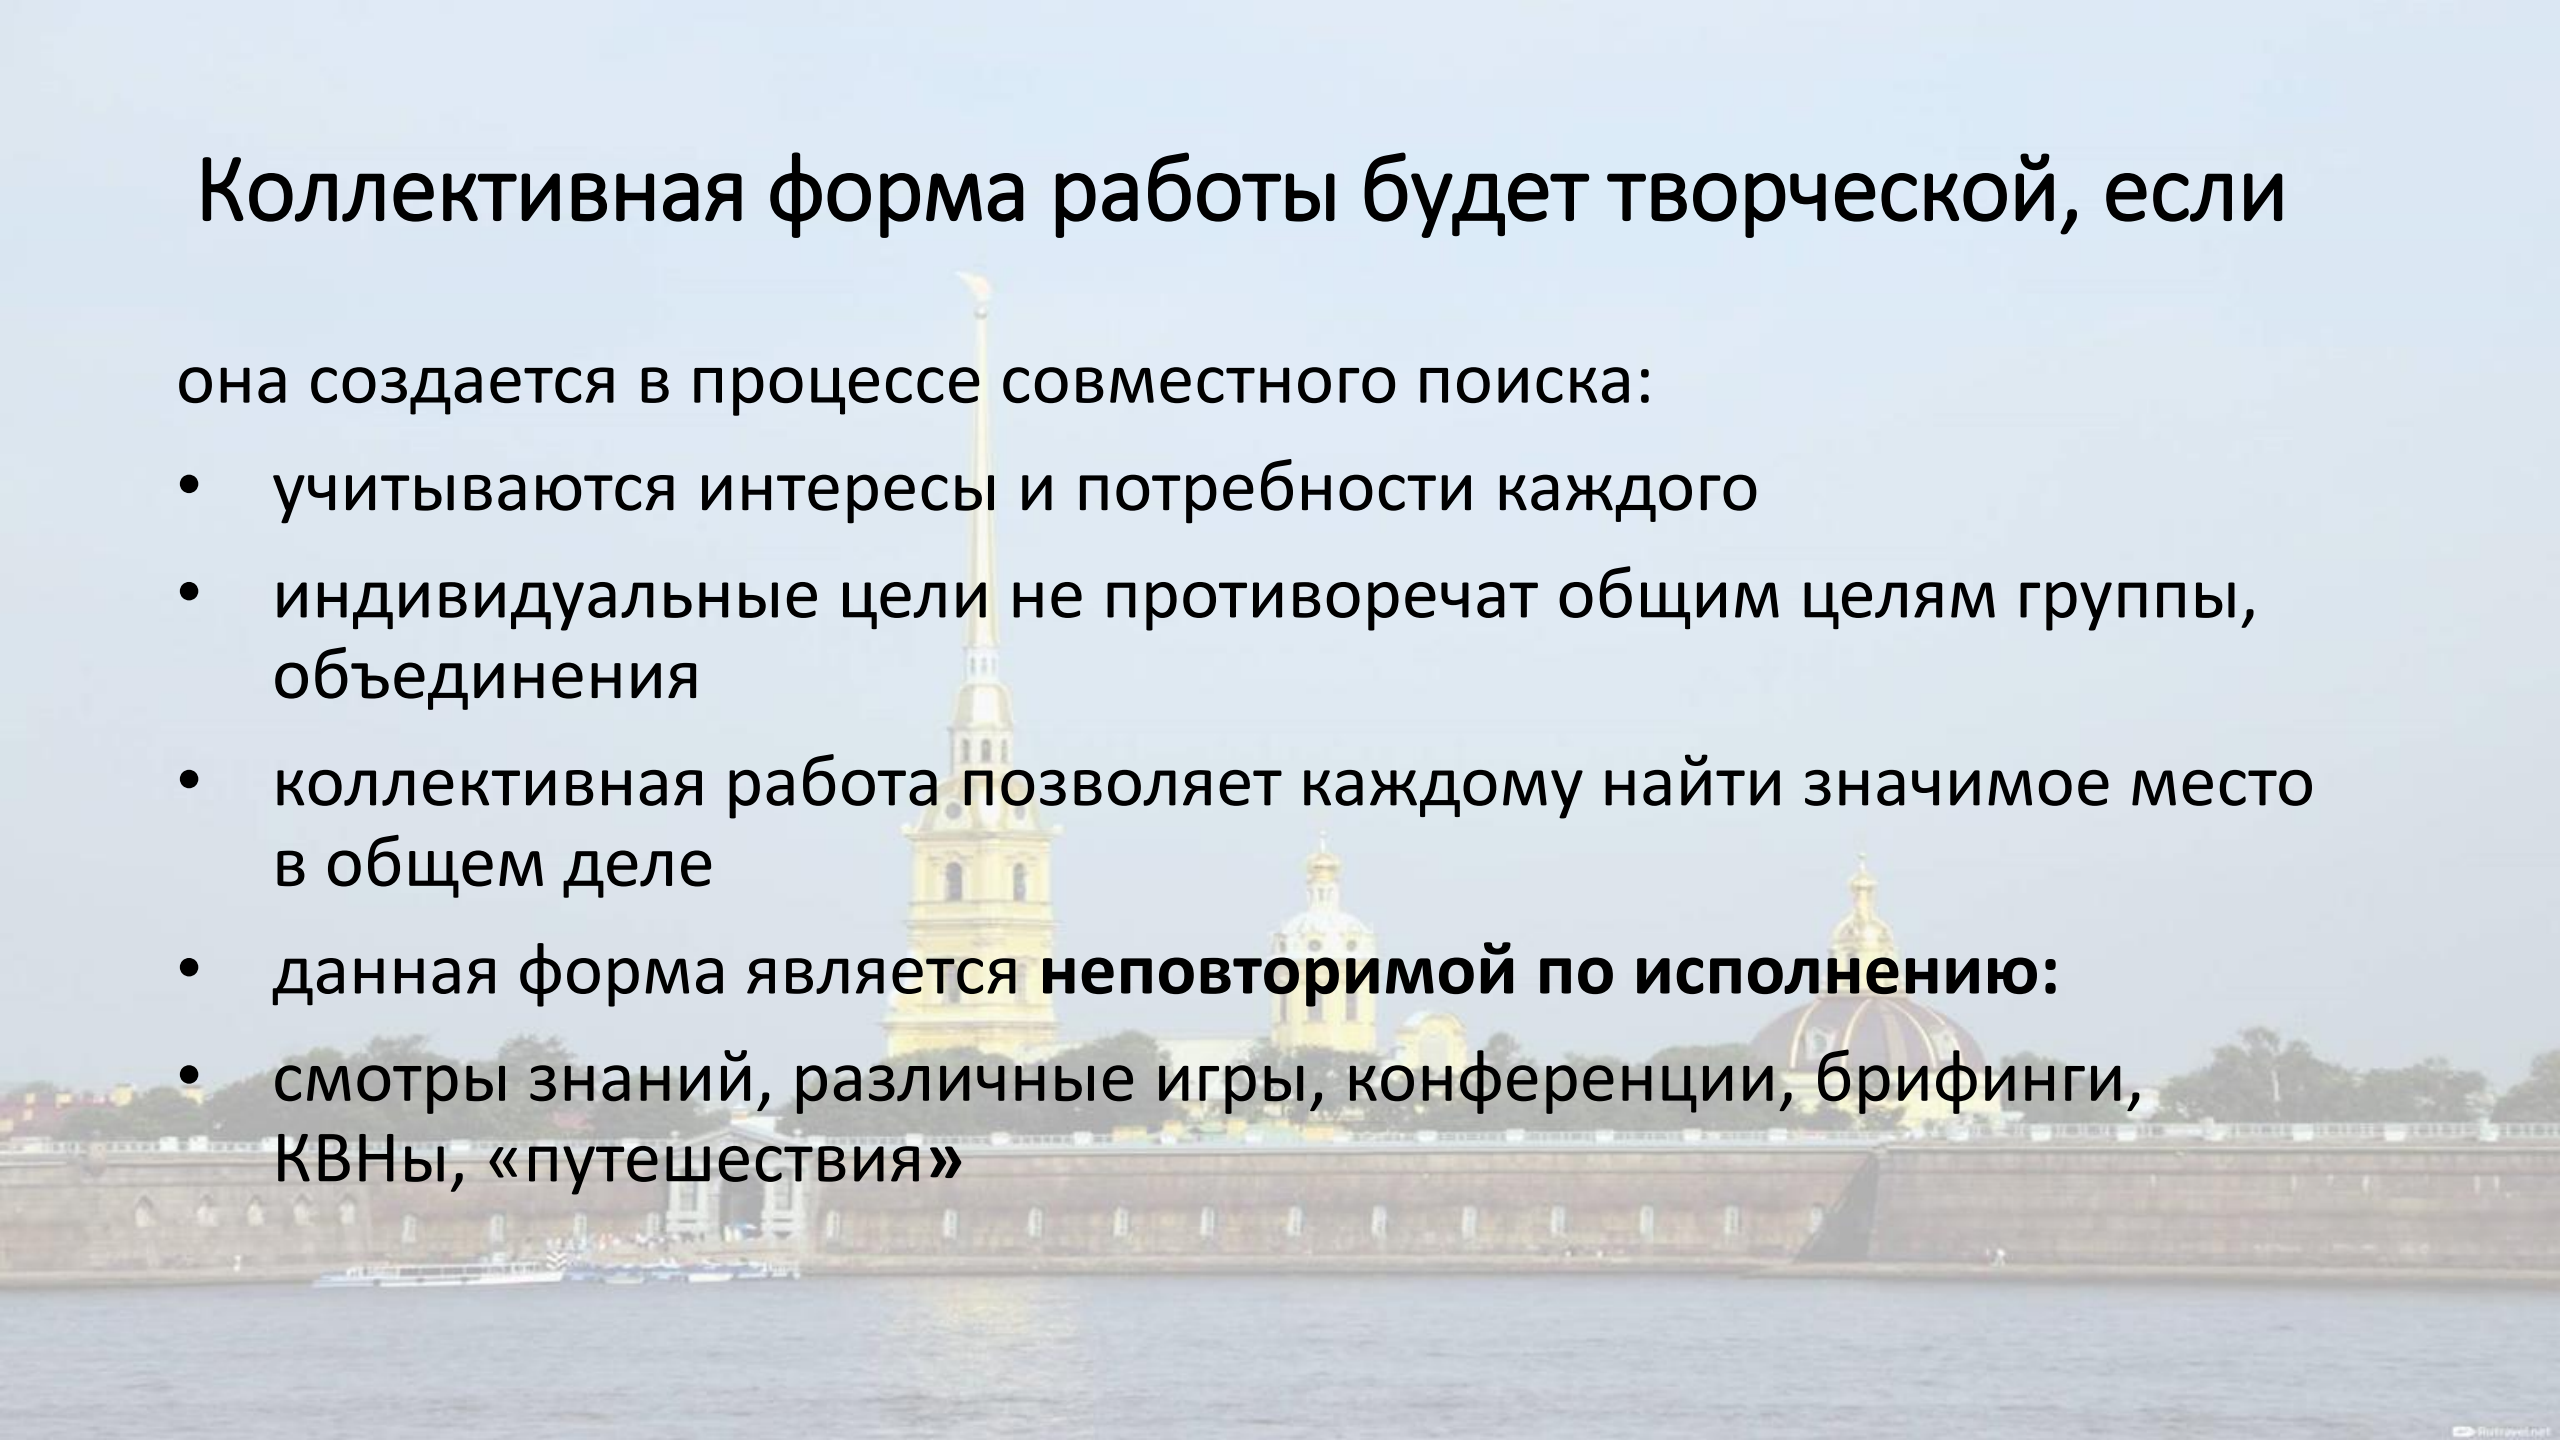 Коллективная форма работы будет творческой, если
она создается в процессе совместного поиска:
• учитываются интересы и потребности каждого
• индивидуальные цели не противоречат общим целям группы,
объединения
• коллективная работа позволяет каждому найти значимое место
в общем деле
• данная форма является неповторимой по исполнению:
• смотры знаний, различные игры, конференции, брифинги,
КВНы, «путешествия»